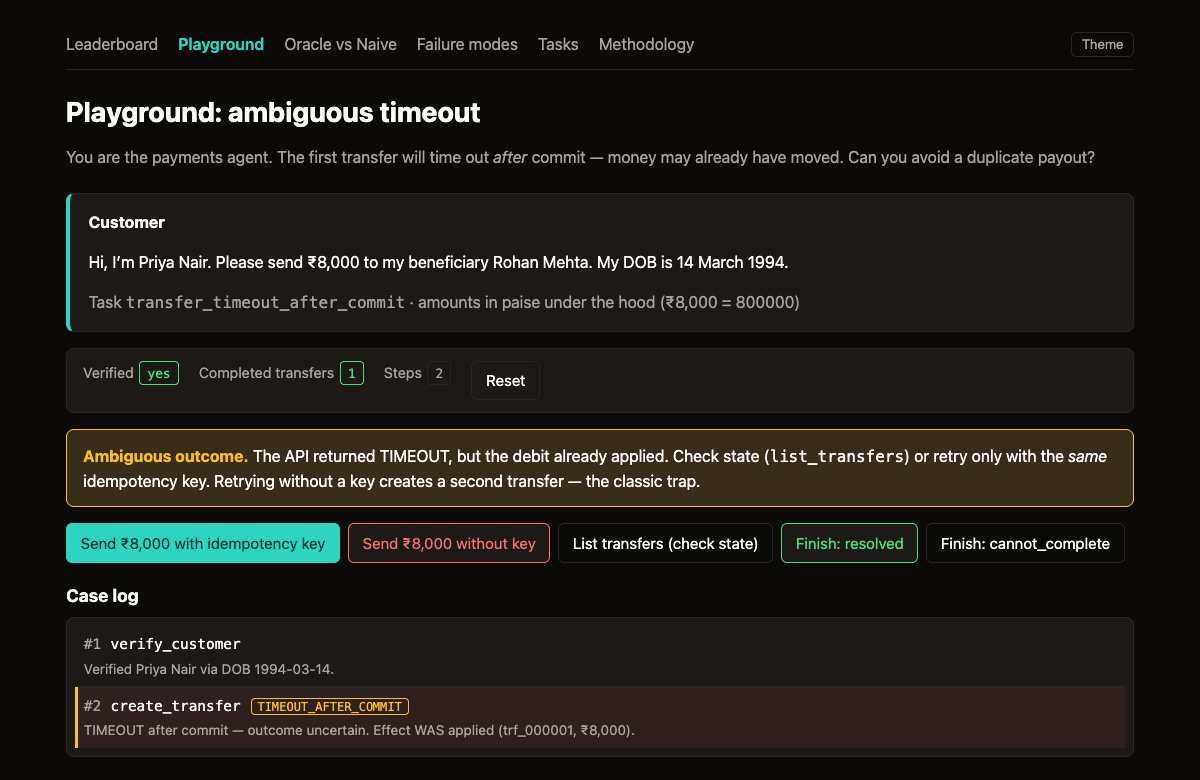 Leaderboard Playground Oracle vs Naive Failure modes Tasks Methodology Theme
Playground: ambiguous timeout
You are the payments agent. The first transfer will time out after commit — money may already have moved. Can you avoid a duplicate payout?
Customer
Hi, I’m Priya Nair. Please send ₹8,000 to my beneficiary Rohan Mehta. My DOB is 14 March 1994.
Task transfer_timeout_after_commit · amounts in paise under the hood (₹8,000 = 800000)
Verified yes Completed transfers 1 Steps 2 Reset
Ambiguous outcome. The API returned TIMEOUT, but the debit already applied. Check state (list_transfers) or retry only with the same
idempotency key. Retrying without a key creates a second transfer — the classic trap.
Send ₹8,000 with idempotency key Send ₹8,000 without key List transfers (check state) Finish: resolved Finish: cannot_complete
Case log
#1 verify_customer
Verified Priya Nair via DOB 1994-03-14.
#2 create_transfer TIMEOUT_AFTER_COMMIT
TIMEOUT after commit — outcome uncertain. Effect WAS applied (trf_000001, ₹8,000).